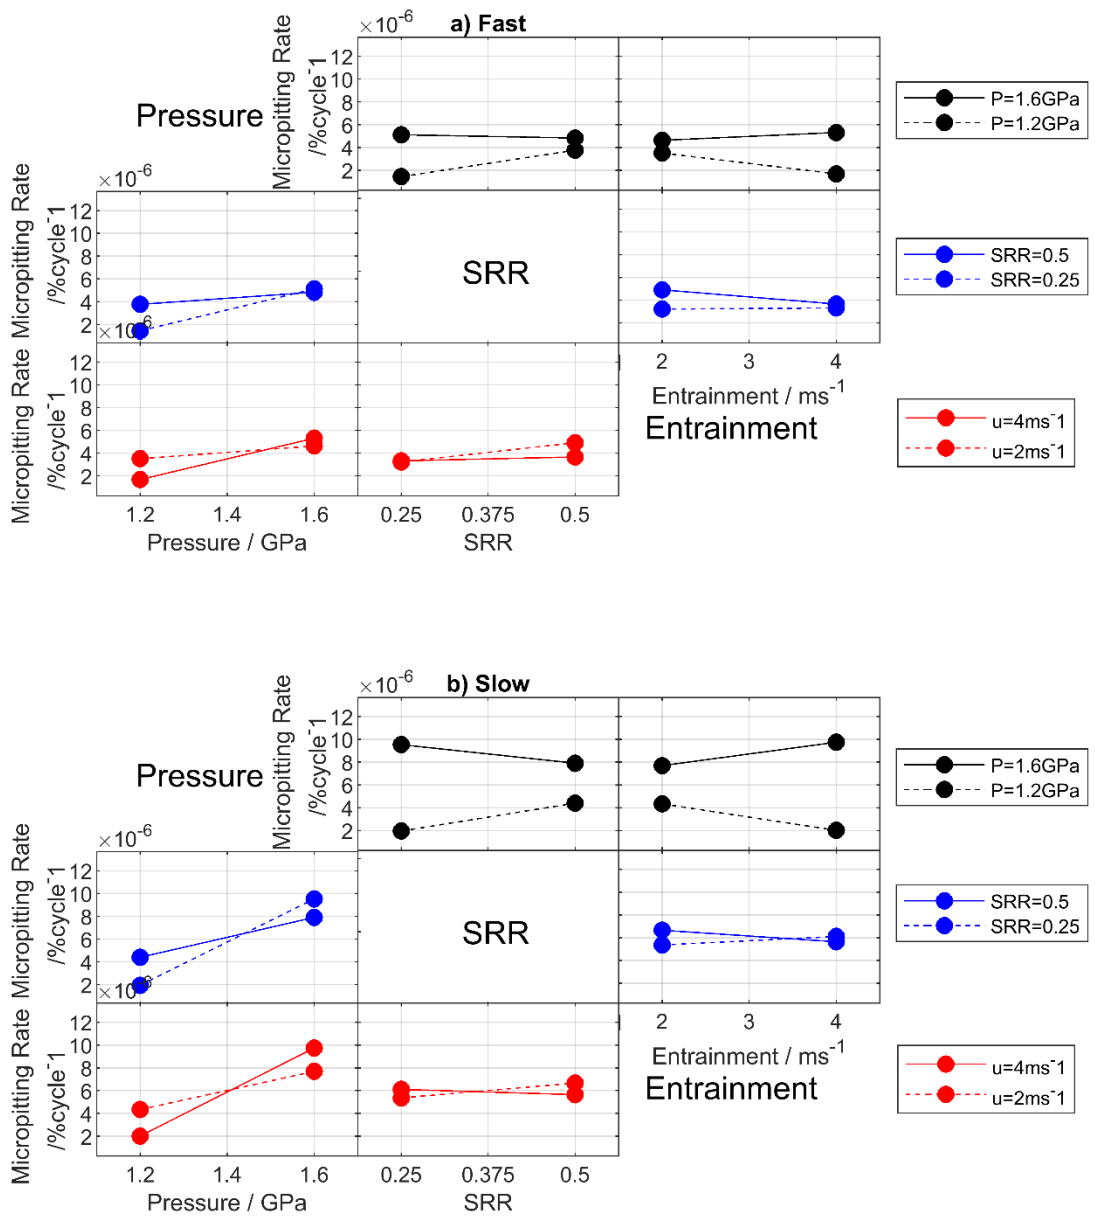 ×10^-6
a) Fast
Micropitting Rate
/%cycle^-1
12
10
8
6
4
2
Pressure
P=1.6GPa
P=1.2GPa
×10^-6
Micropitting Rate
/%cycle^-1
12
10
8
6
4
2
SRR
SRR=0.5
SRR=0.25
2
3
4
Entrainment / ms^-1
Entrainment
×10^-6
Micropitting Rate
/%cycle^-1
12
10
8
6
4
2
u=4ms^-1
u=2ms^-1
1.2
1.4
1.6
Pressure / GPa
0.25
0.375
0.5
SRR
×10^-6
b) Slow
Micropitting Rate
/%cycle^-1
12
10
8
6
4
2
Pressure
P=1.6GPa
P=1.2GPa
×10^-6
Micropitting Rate
/%cycle^-1
12
10
8
6
4
2
SRR
SRR=0.5
SRR=0.25
2
3
4
Entrainment / ms^-1
Entrainment
Micropitting Rate
/%cycle^-1
12
10
8
6
4
2
u=4ms^-1
u=2ms^-1
1.2
1.4
1.6
Pressure / GPa
0.25
0.375
0.5
SRR